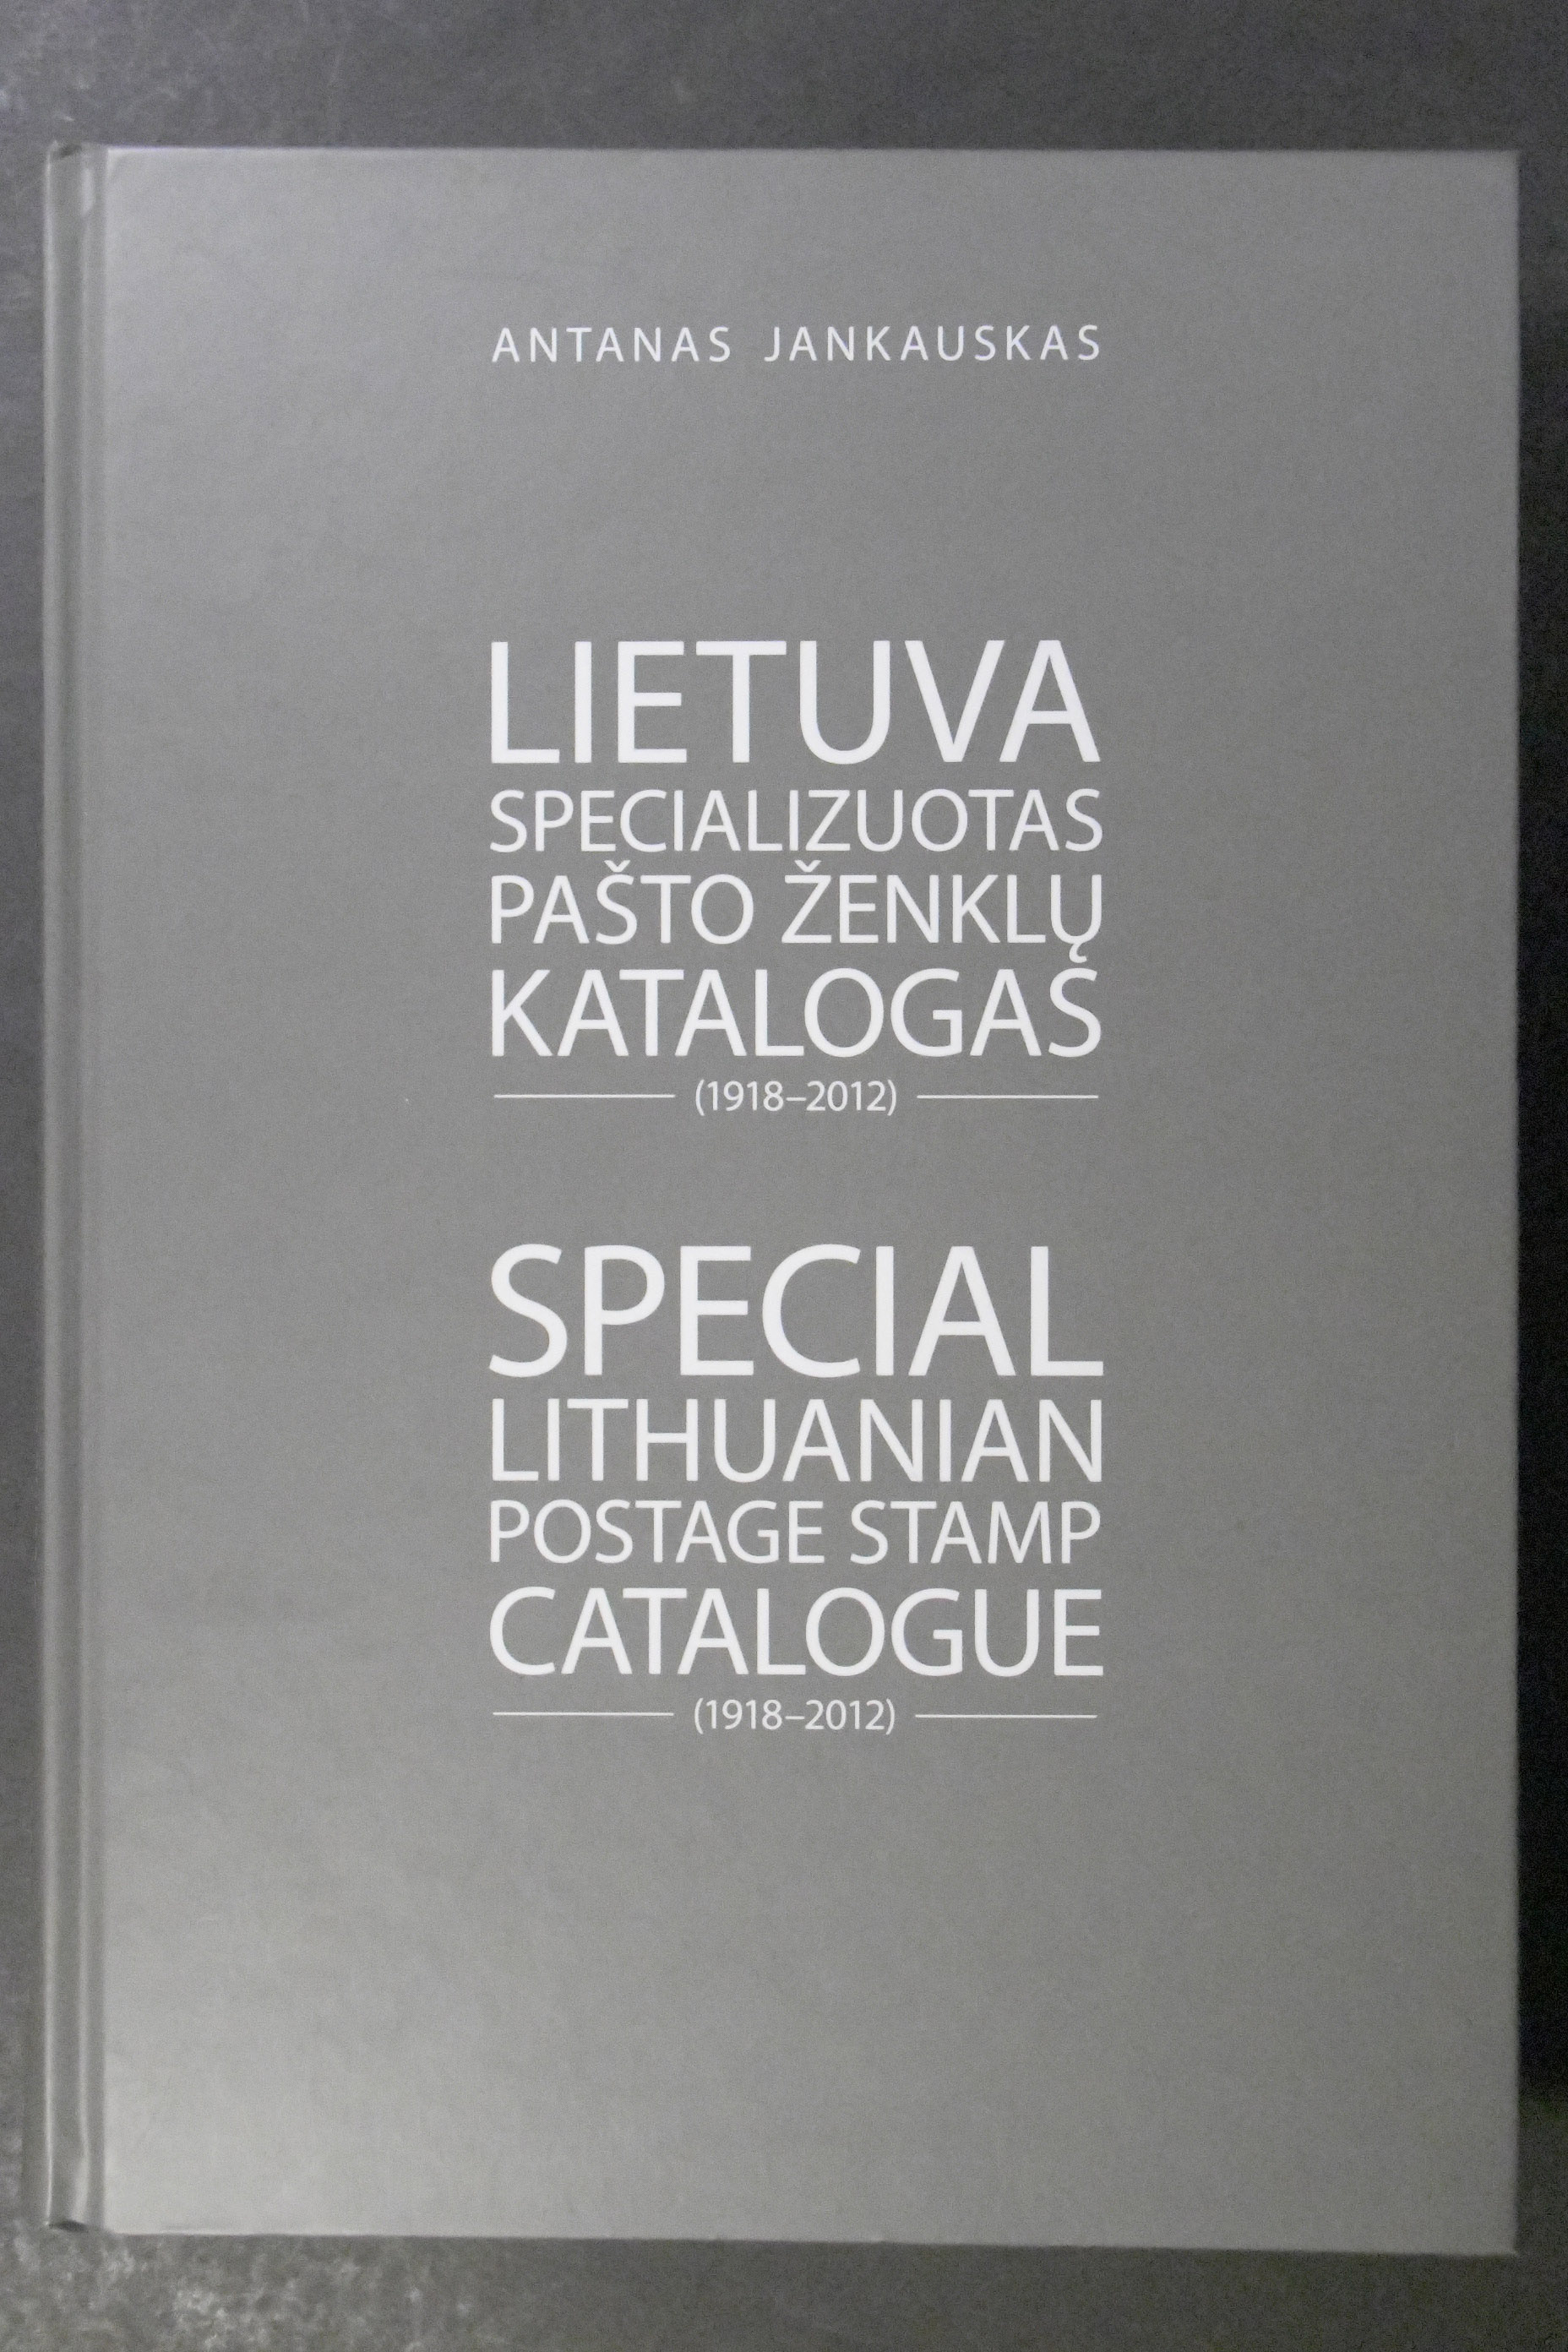 ANTANAS JANKAUSKAS
LIETUVA
SPECIALIZUOTAS
PAŠTO ŽENKLŲ
KATALOGAS
(1918–2012)
SPECIAL
LITHUANIAN
POSTAGE STAMP
CATALOGUE
(1918–2012)